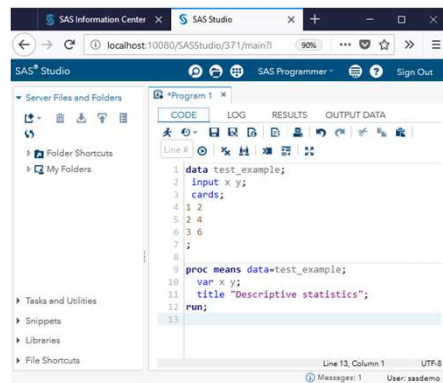 SAS Information Center
SAS Studio
localhost:10080/SASStudio/371/main?l
90%
SAS® Studio
SAS Programmer
Sign Out
Server Files and Folders
Folder Shortcuts
My Folders
Tasks and Utilities
Snippets
Libraries
File Shortcuts
*Program 1
CODE LOG RESULTS OUTPUT DATA
Line #
1 data test_example;
2 input x y;
3 cards;
4 1 2
5 2 4
6 3 6
7 ;
8
9 proc means data=test_example;
10 var x y;
11 title "Descriptive statistics";
12 run;
13
Line 13, Column 1 UTF-8
Messages: 1 User: sasdemo